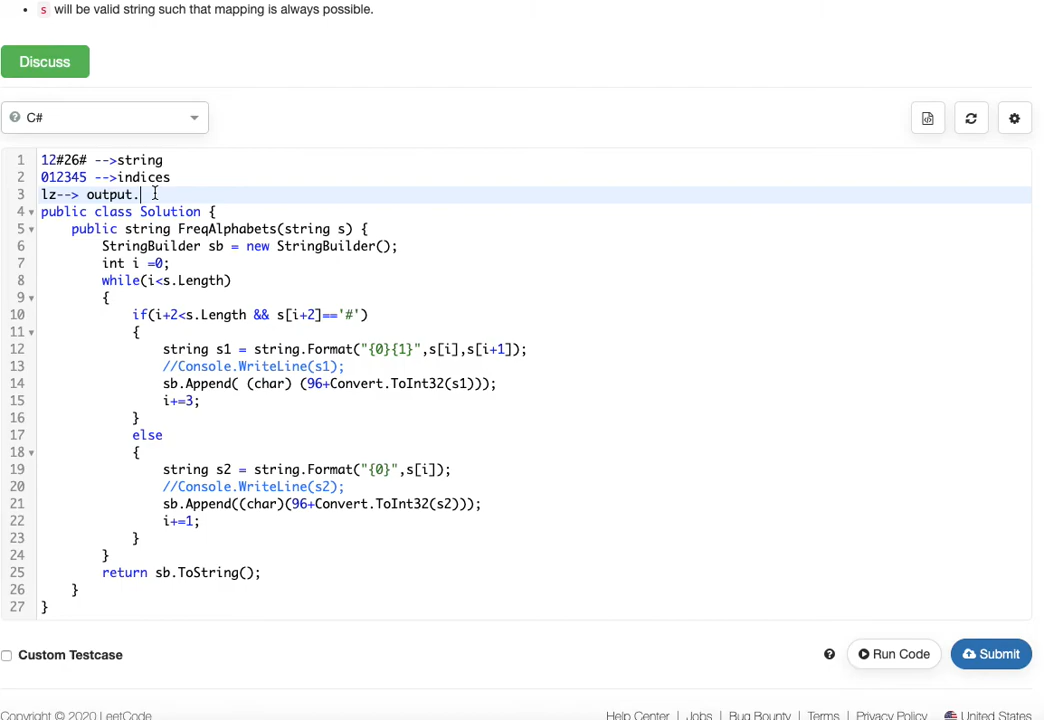 s will be valid string such that mapping is always possible.
Discuss
C#
1 12#26# -->string
2 012345 -->indices
3 lz--> output.
4 public class Solution {
5 public string FreqAlphabets(string s) {
6 StringBuilder sb = new StringBuilder();
7 int i =0;
8 while(i<s.Length)
9 {
10 if(i+2<s.Length && s[i+2]=='#')
11 {
12 string s1 = string.Format("{0}{1}",s[i],s[i+1]);
13 //Console.WriteLine(s1);
14 sb.Append( (char) (96+Convert.ToInt32(s1)));
15 i+=3;
16 }
17 else
18 {
19 string s2 = string.Format("{0}",s[i]);
20 //Console.WriteLine(s2);
21 sb.Append((char)(96+Convert.ToInt32(s2)));
22 i+=1;
23 }
24 }
25 return sb.ToString();
26 }
27 }
Custom Testcase
Run Code
Submit
Copyright © 2020 LeetCode
Help Center | Jobs | Bug Bounty | Terms | Privacy Policy | United States